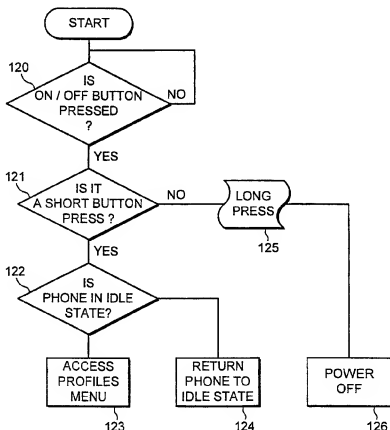 START
120
IS
ON / OFF BUTTON
PRESSED
?
NO
YES
121
IS IT
A SHORT BUTTON
PRESS ?
NO
LONG
PRESS
125
YES
122
IS
PHONE IN IDLE
STATE?
ACCESS
PROFILES
MENU
123
RETURN
PHONE TO
IDLE STATE
124
POWER
OFF
126